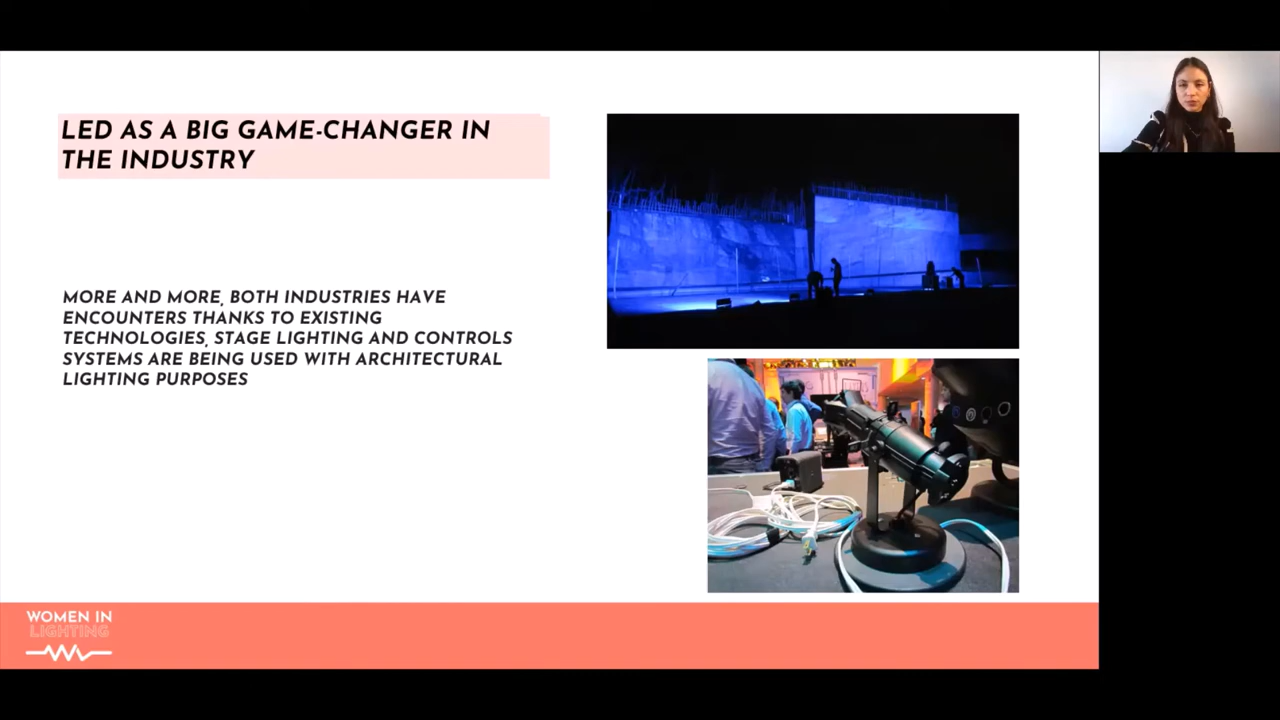 LED AS A BIG GAME-CHANGER IN
THE INDUSTRY
MORE AND MORE, BOTH INDUSTRIES HAVE
ENCOUNTERS THANKS TO EXISTING
TECHNOLOGIES, STAGE LIGHTING AND CONTROLS
SYSTEMS ARE BEING USED WITH ARCHITECTURAL
LIGHTING PURPOSES
WOMEN IN
LIGHTING